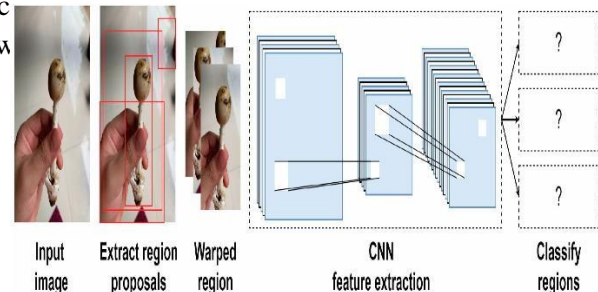 c
w
?
?
?
Input image
Extract region proposals
Warped region
CNN feature extraction
Classify regions